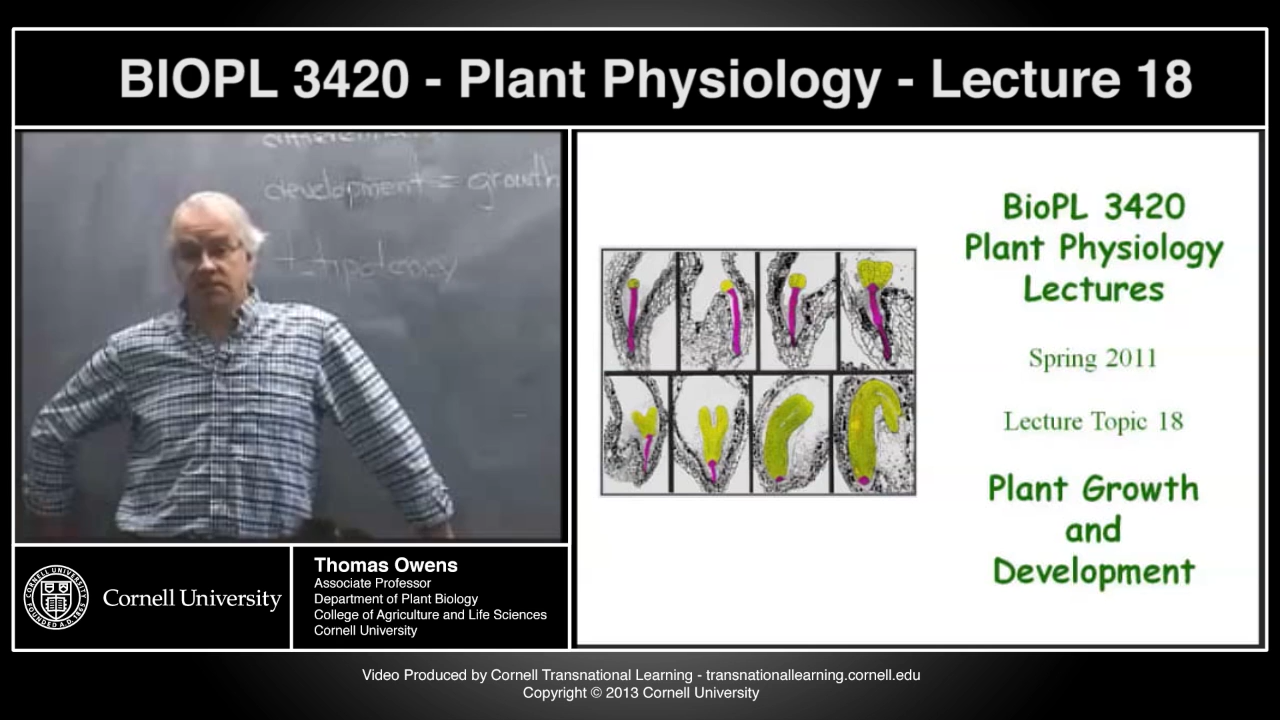 BIOPL 3420 - Plant Physiology - Lecture 18
development = growth
totipotency
BioPL 3420
Plant Physiology
Lectures
Spring 2011
Lecture Topic 18
Plant Growth
and
Development
Cornell University
Thomas Owens
Associate Professor
Department of Plant Biology
College of Agriculture and Life Sciences
Cornell University
Video Produced by Cornell Transnational Learning - transnationallearning.cornell.edu
Copyright © 2013 Cornell University